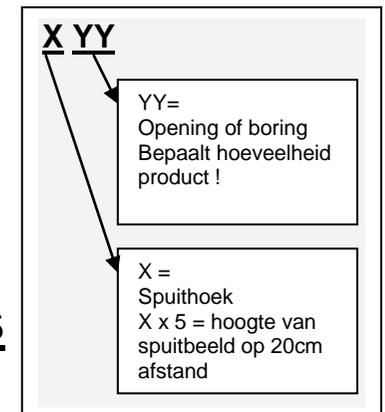 X YY
YY=
Opening of boring
Bepaalt hoeveelheid
product !
X =
Spuithoek
X x 5 = hoogte van
spuitbeeld op 20cm
afstand